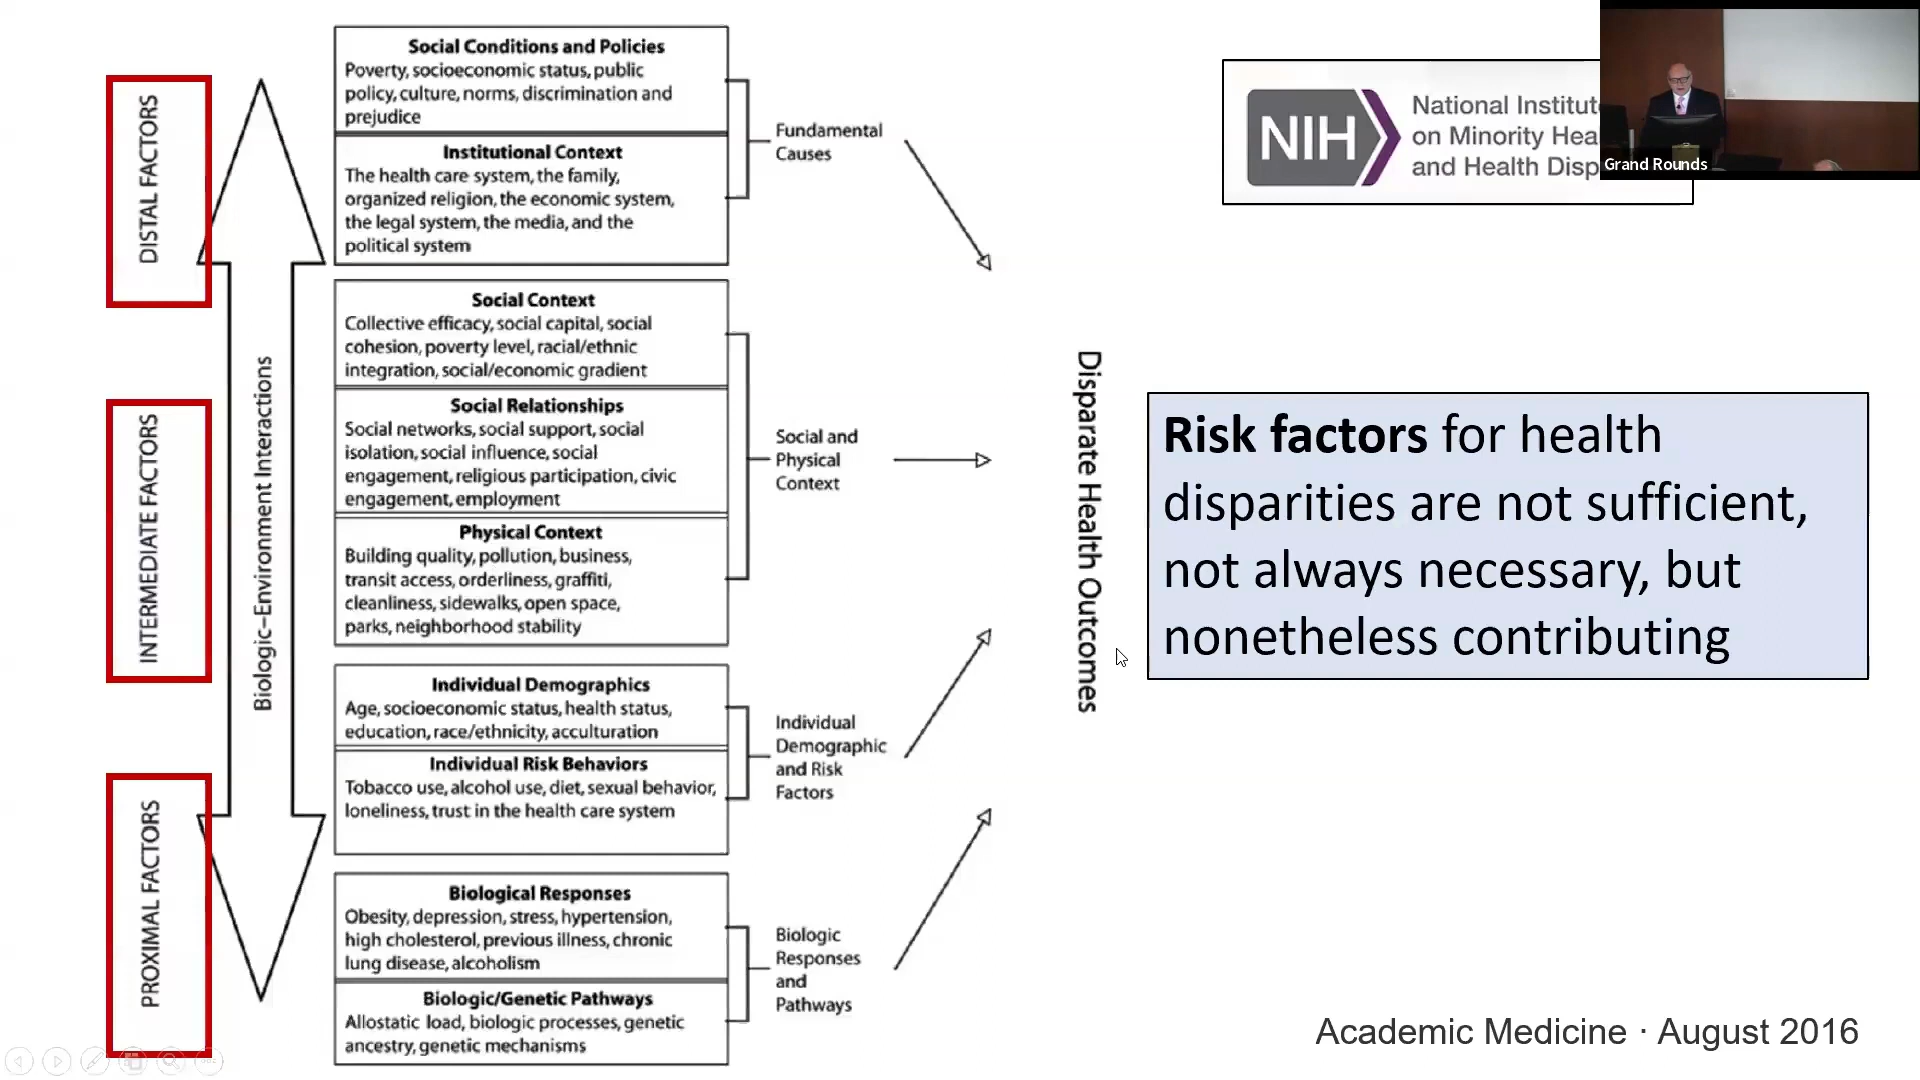 DISTAL FACTORS
INTERMEDIATE FACTORS
PROXIMAL FACTORS
Biologic–Environment Interactions
Social Conditions and Policies
Poverty, socioeconomic status, public
policy, culture, norms, discrimination and
prejudice
Institutional Context
The health care system, the family,
organized religion, the economic system,
the legal system, the media, and the
political system
Social Context
Collective efficacy, social capital, social
cohesion, poverty level, racial/ethnic
integration, social/economic gradient
Social Relationships
Social networks, social support, social
isolation, social influence, social
engagement, religious participation, civic
engagement, employment
Physical Context
Building quality, pollution, business,
transit access, orderliness, graffiti,
cleanliness, sidewalks, open space,
parks, neighborhood stability
Individual Demographics
Age, socioeconomic status, health status,
education, race/ethnicity, acculturation
Individual Risk Behaviors
Tobacco use, alcohol use, diet, sexual behavior,
loneliness, trust in the health care system
Biological Responses
Obesity, depression, stress, hypertension,
high cholesterol, previous illness, chronic
lung disease, alcoholism
Biologic/Genetic Pathways
Allostatic load, biologic processes, genetic
ancestry, genetic mechanisms
Fundamental
Causes
Social and
Physical
Context
Individual
Demographic
and Risk
Factors
Biologic
Responses
and
Pathways
Disparate Health Outcomes
NIH
National Institut
on Minority Hea
and Health Disp
Grand Rounds
Risk factors for health
disparities are not sufficient,
not always necessary, but
nonetheless contributing
Academic Medicine · August 2016